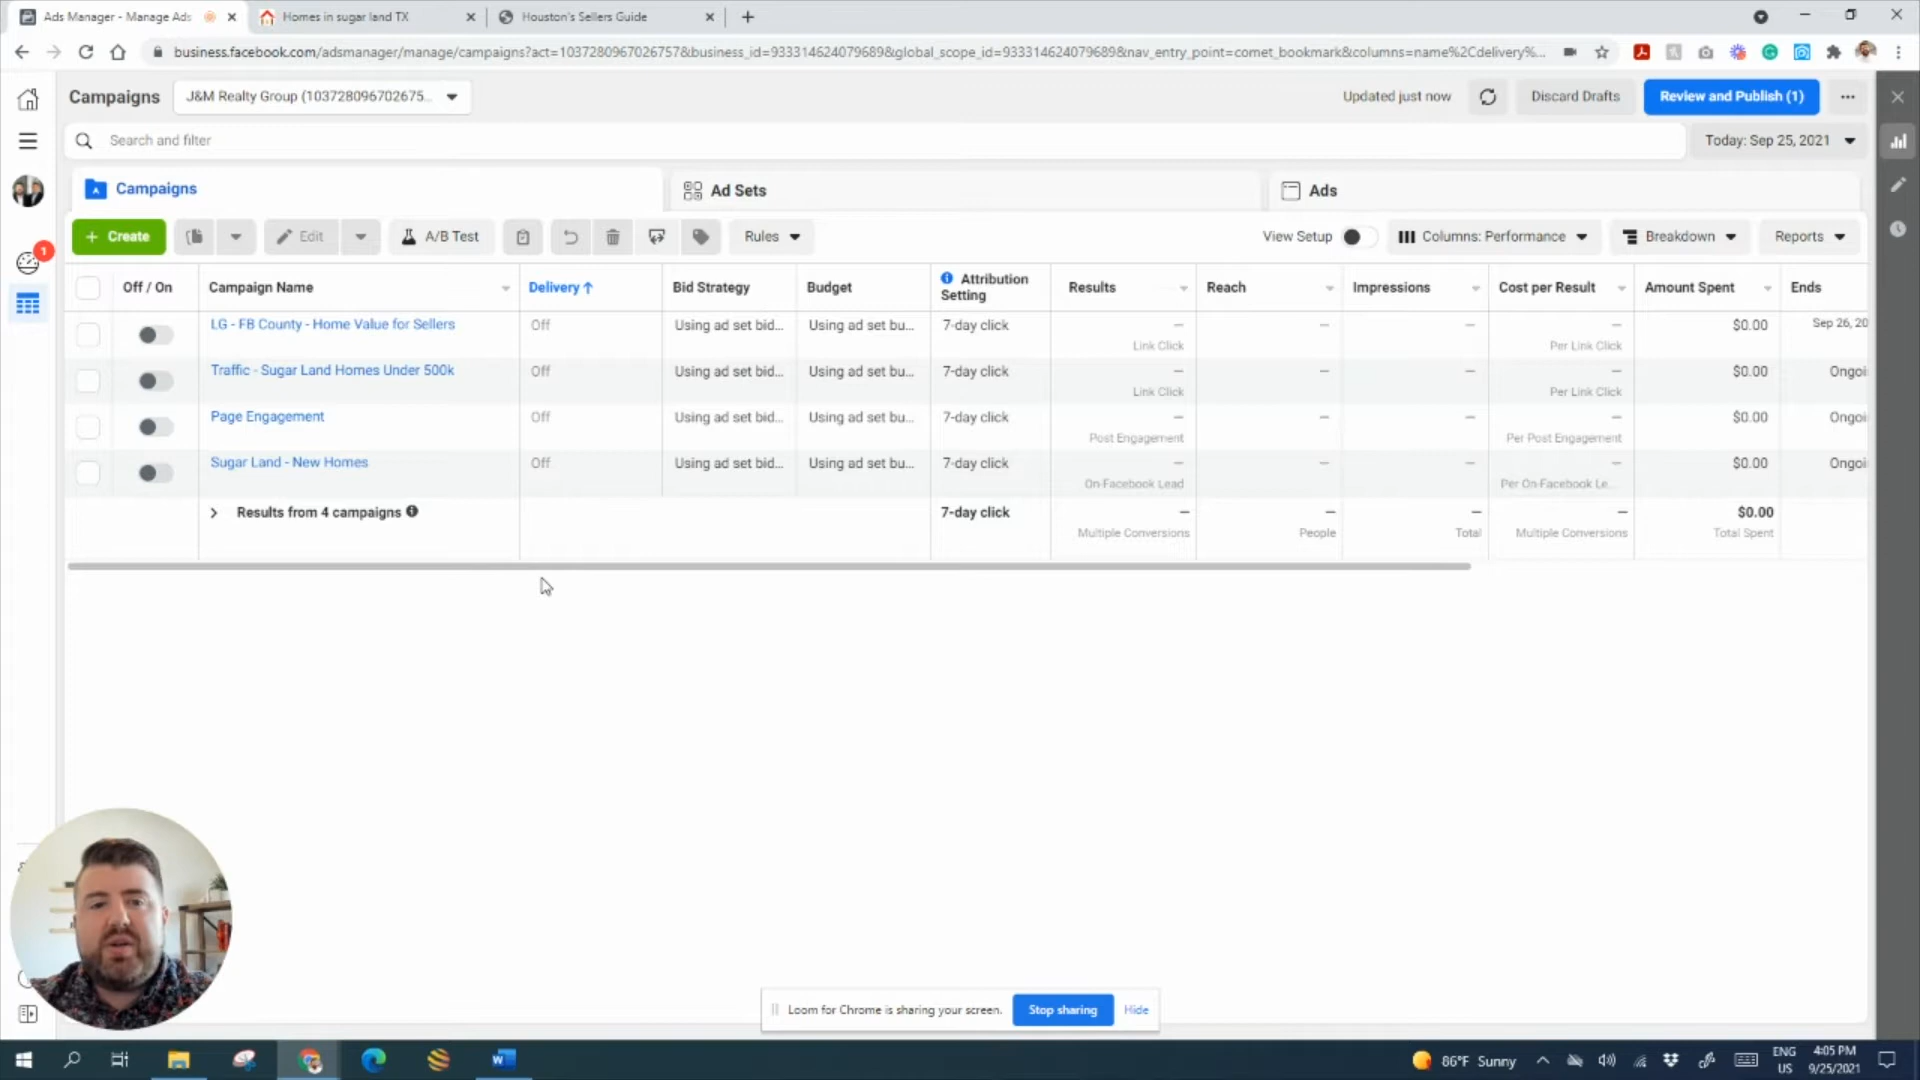 Ads Manager - Manage Ads
Homes in sugar land TX
Houston's Sellers Guide
business.facebook.com/adsmanager/manage/campaigns?act=1037280967026757&business_id=933314624079689&global_scope_id=933314624079689&nav_entry_point=comet_bookmark&columns=name%2Cdelivery%...
Campaigns
J&M Realty Group (103728096702675...
Updated just now
Discard Drafts
Review and Publish (1)
Search and filter
Today: Sep 25, 2021
Campaigns
Ad Sets
Ads
1
+ Create
Edit
A/B Test
Rules
View Setup
Columns: Performance
Breakdown
Reports
Off / On
Campaign Name
Delivery ↑
Bid Strategy
Budget
Attribution
Setting
Results
Reach
Impressions
Cost per Result
Amount Spent
Ends
LG - FB County - Home Value for Sellers
Off
Using ad set bid...
Using ad set bu...
7-day click
—
Link Click
—
—
—
Per Link Click
$0.00
Sep 26, 20
Traffic - Sugar Land Homes Under 500k
Off
Using ad set bid...
Using ad set bu...
7-day click
—
Link Click
—
—
—
Per Link Click
$0.00
Ongoi
Page Engagement
Off
Using ad set bid...
Using ad set bu...
7-day click
—
Post Engagement
—
—
—
Per Post Engagement
$0.00
Ongoi
Sugar Land - New Homes
Off
Using ad set bid...
Using ad set bu...
7-day click
—
On-Facebook Lead
—
—
—
Per On-Facebook Le...
$0.00
Ongoi
Results from 4 campaigns
7-day click
—
Multiple Conversions
—
People
—
Total
—
Multiple Conversions
$0.00
Total Spent
Loom for Chrome is sharing your screen.
Stop sharing
Hide
86°F Sunny
ENG
US
4:05 PM
9/25/2021